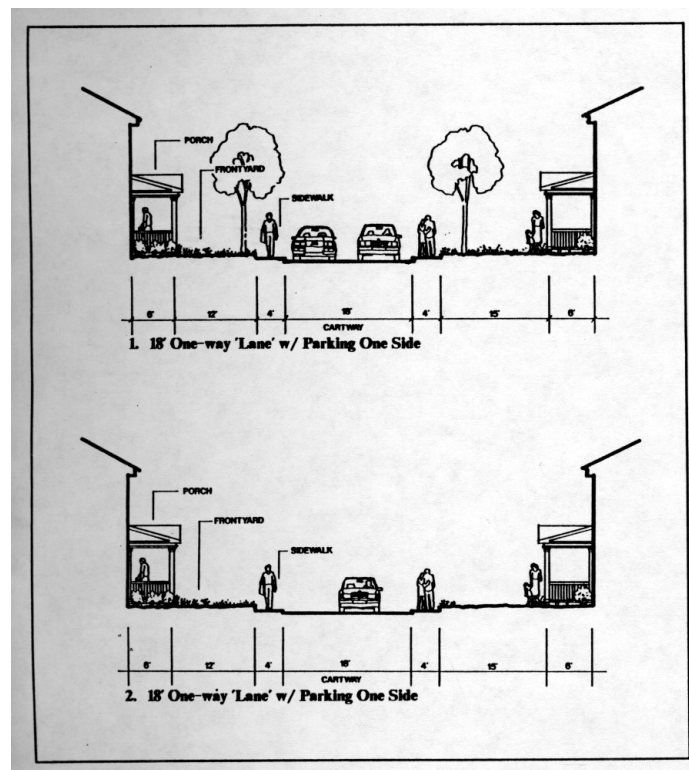 PORCH
FRONTYARD
SIDEWALK
6' 12' 4' 18' 4' 15' 6'
CARTWAY
1. 18' One-way 'Lane' w/ Parking One Side
PORCH
FRONTYARD
SIDEWALK
6' 12' 4' 18' 4' 15' 6'
CARTWAY
2. 18' One-way 'Lane' w/ Parking One Side